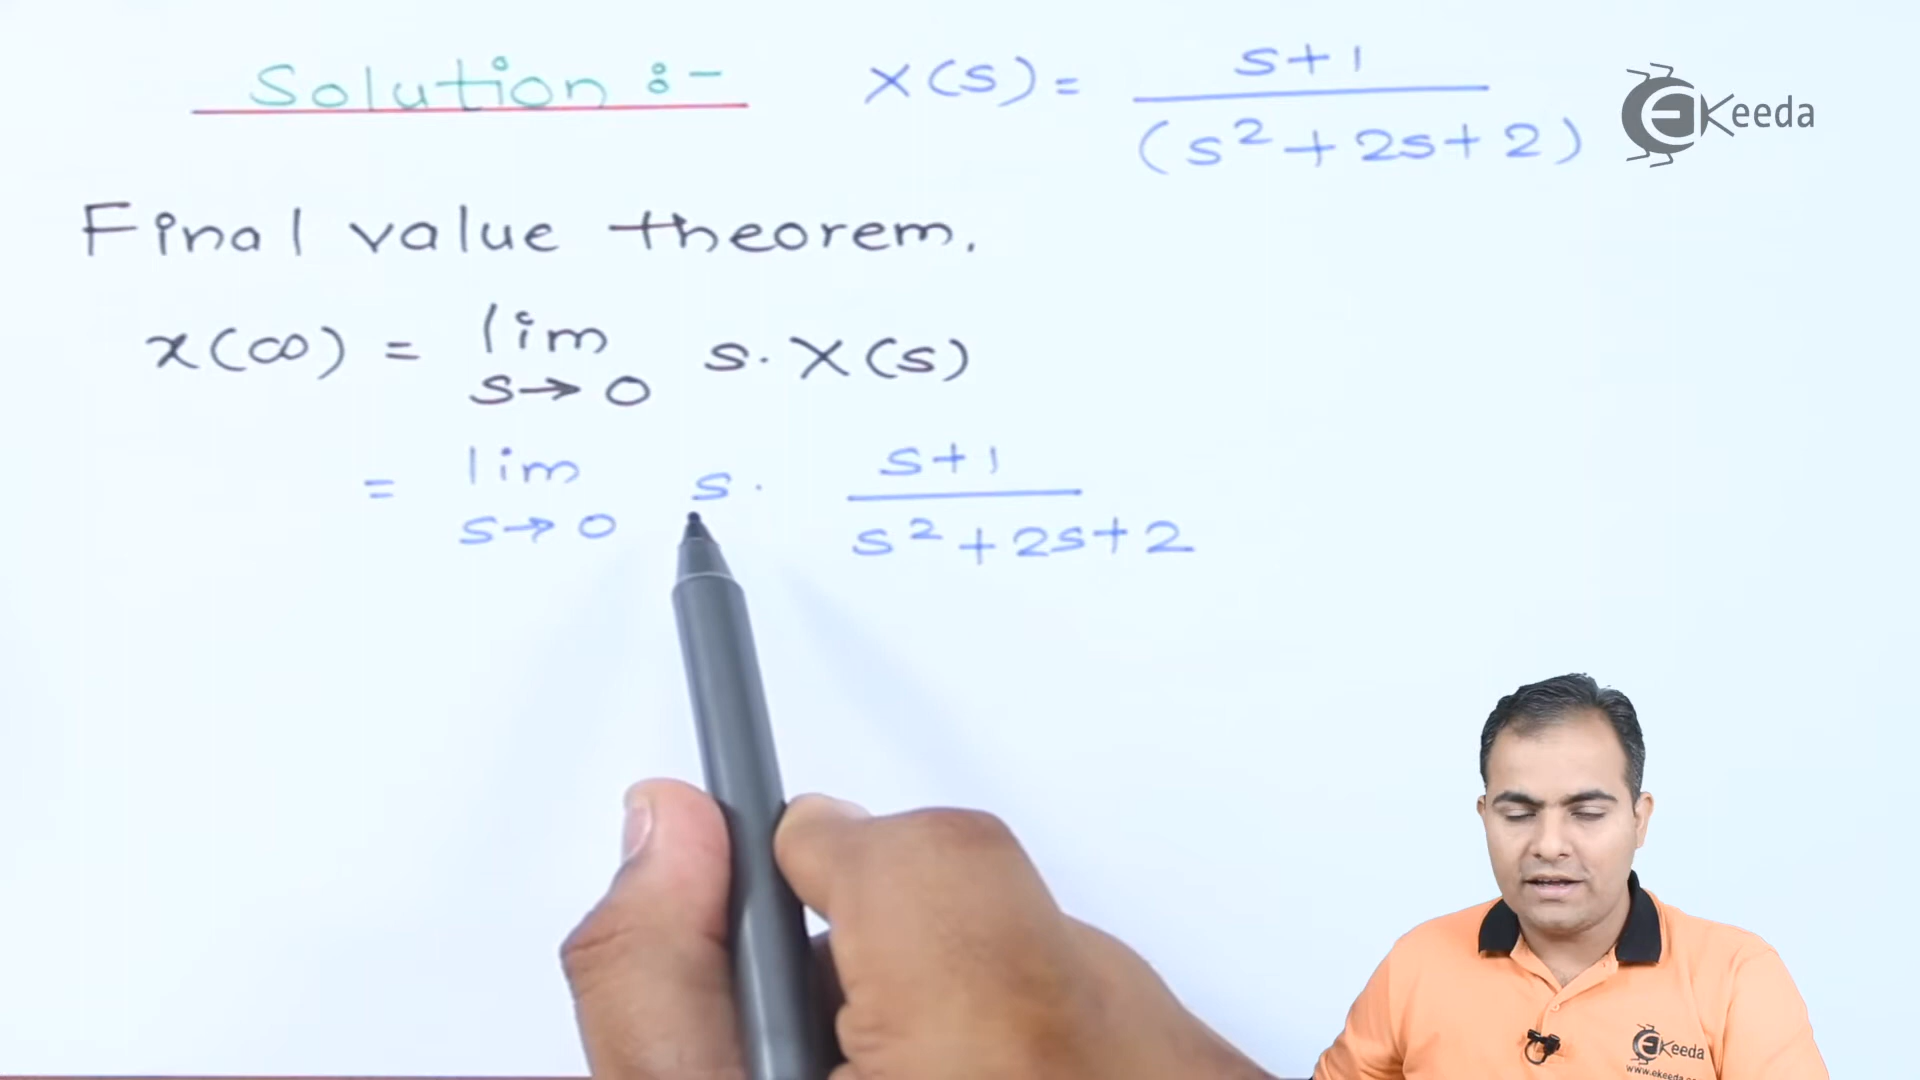 Solution :- X(s) = s+1 / (s²+2s+2)
EKeeda
Final value theorem.
x(∞) = lim s→0 s. X(s)
= lim s→0 s. s+1 / s²+2s+2
EKeeda